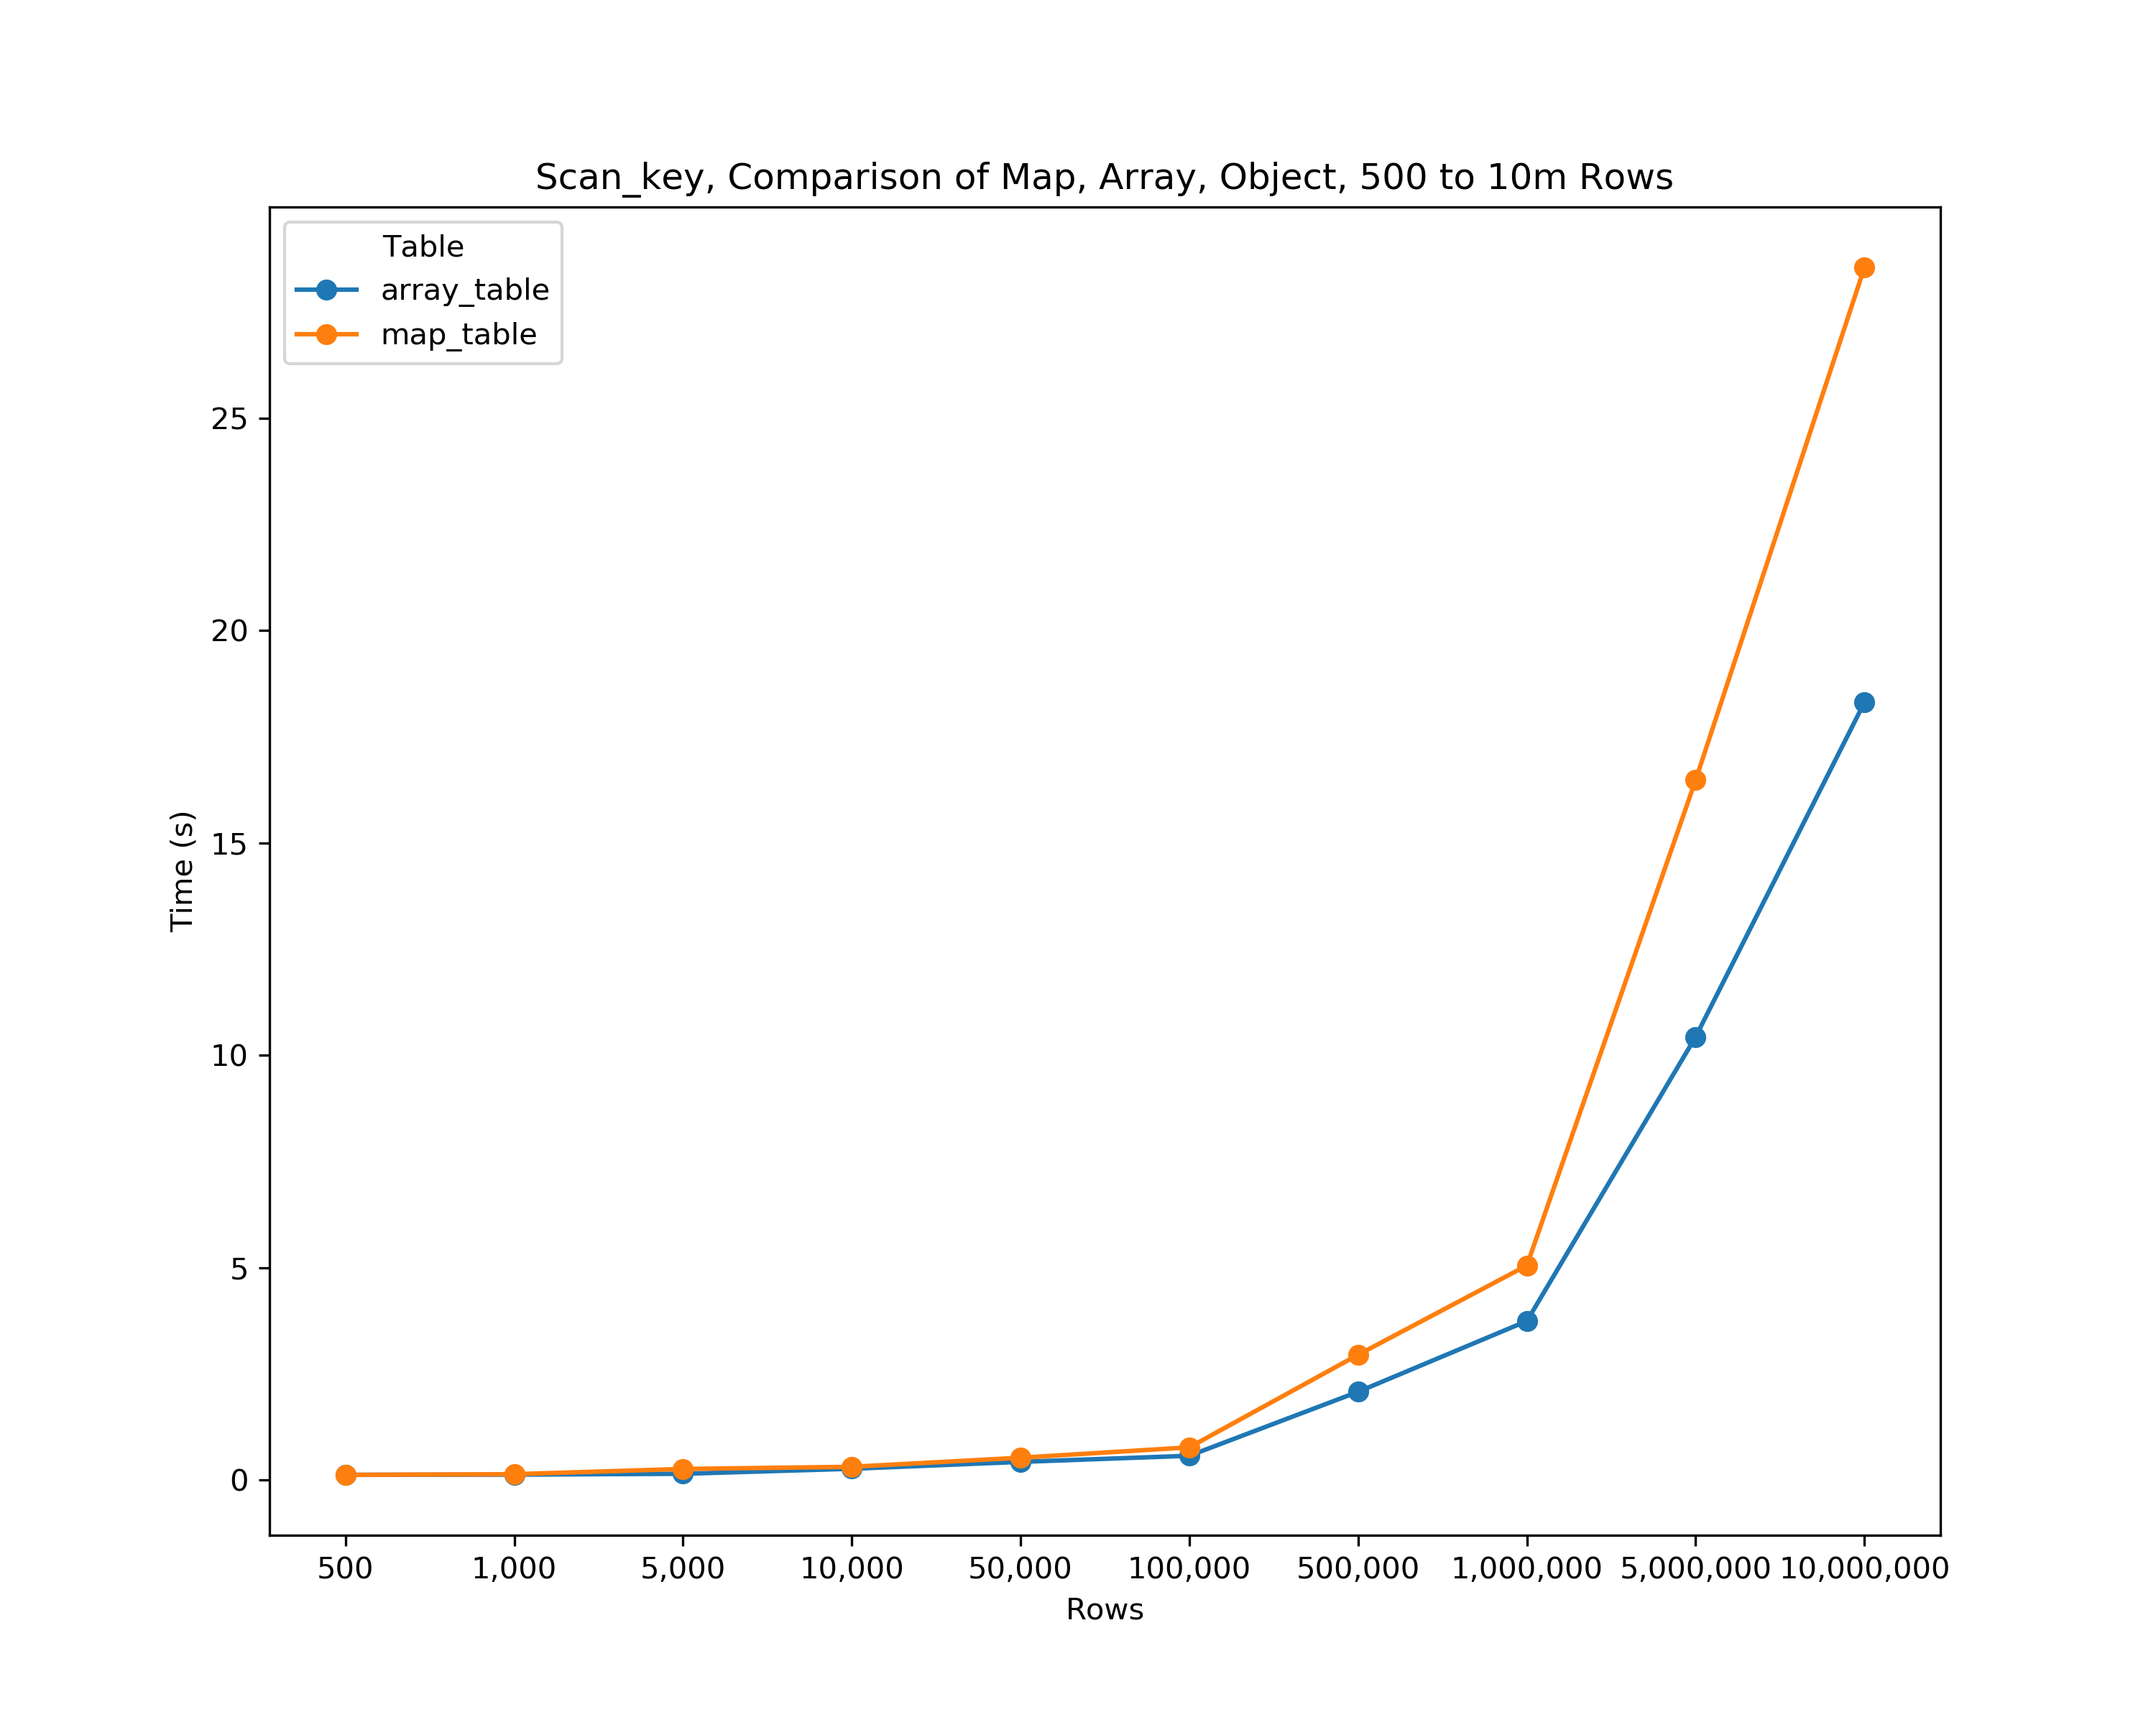 Scan_key, Comparison of Map, Array, Object, 500 to 10m Rows
Table
array_table
map_table
25
20
15
10
5
0
Time (s)
500 1,000 5,000 10,000 50,000 100,000 500,000 1,000,000 5,000,000 10,000,000
Rows